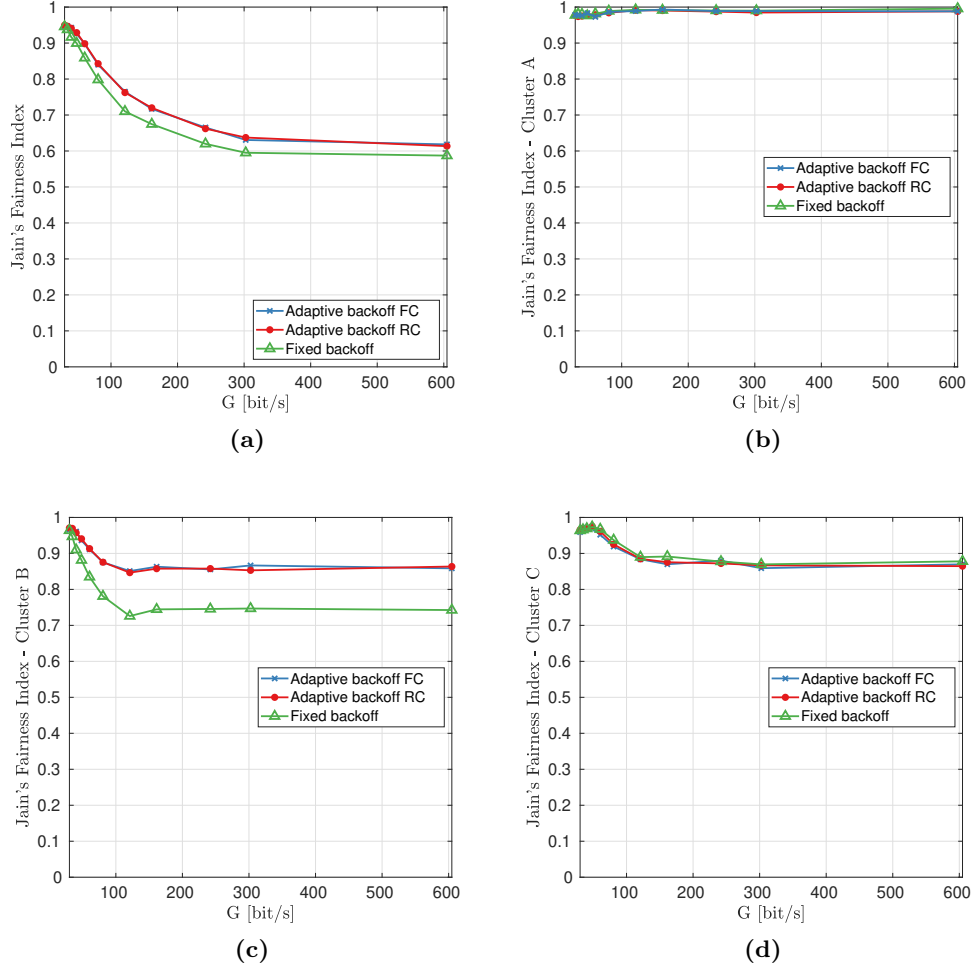 1
0.9
0.8
0.7
0.6
0.5
0.4
0.3
0.2
0.1
0
Jain's Fairness Index
Adaptive backoff FC
Adaptive backoff RC
Fixed backoff
100 200 300 400 500 600
G [bit/s]
(a)
1
0.9
0.8
0.7
0.6
0.5
0.4
0.3
0.2
0.1
0
Jain's Fairness Index - Cluster A
Adaptive backoff FC
Adaptive backoff RC
Fixed backoff
100 200 300 400 500 600
G [bit/s]
(b)
1
0.9
0.8
0.7
0.6
0.5
0.4
0.3
0.2
0.1
0
Jain's Fairness Index - Cluster B
Adaptive backoff FC
Adaptive backoff RC
Fixed backoff
100 200 300 400 500 600
G [bit/s]
(c)
1
0.9
0.8
0.7
0.6
0.5
0.4
0.3
0.2
0.1
0
Jain's Fairness Index - Cluster C
Adaptive backoff FC
Adaptive backoff RC
Fixed backoff
100 200 300 400 500 600
G [bit/s]
(d)